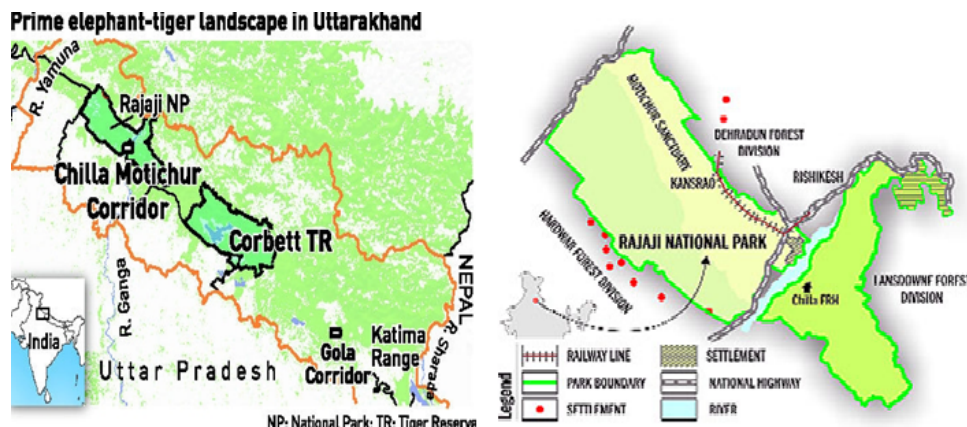 Prime elephant-tiger landscape in Uttarakhand
R. Yamuna
Rajaji NP
Chilla Motichur
Corridor
Corbett TR
NEPAL
R. Ganga
India
Uttar Pradesh
Gola
Corridor
Katima
Range
R. Sharada
NP: National Park; TR: Tiger Reserve
MOTICHUR SANCTUARY
DEHRADUN FOREST
DIVISION
KANSRAO
RISHIKESH
HARDWAR FOREST DIVISION
RAJAJI NATIONAL PARK
LANSDOWNE FOREST
DIVISION
Chilla FRH
Legend
RAILWAY LINE
SETTLEMENT
PARK BOUNDARY
NATIONAL HIGHWAY
SETTLEMENT
RIVER